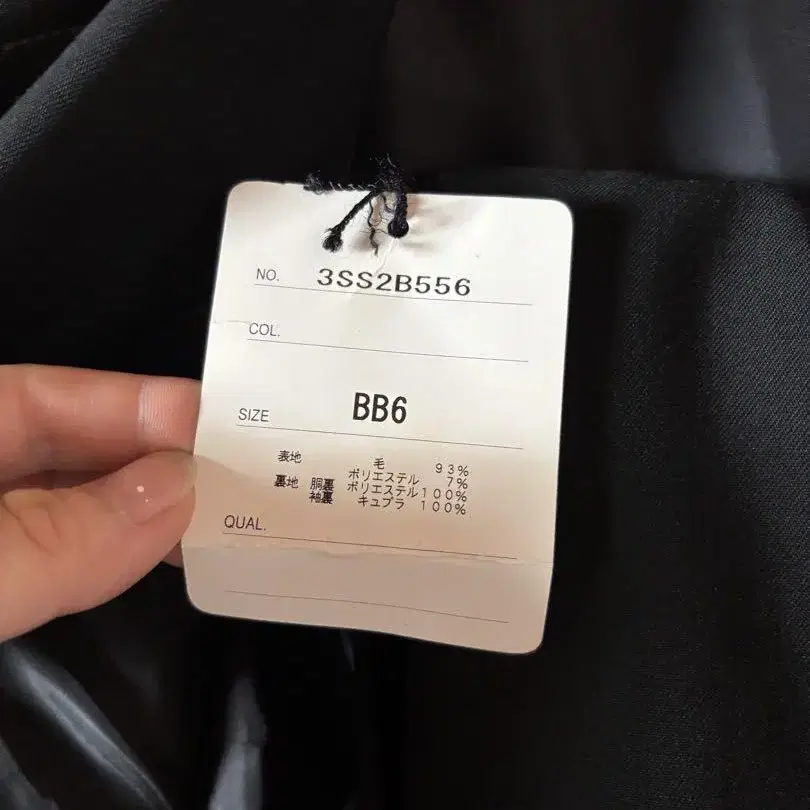 NO. 3SS2B556
COL.
SIZE BB6
表地 毛 93%
ポリエステル 7%
裏地 胴裏 ポリエステル100%
袖裏 キュプラ 100%
QUAL.